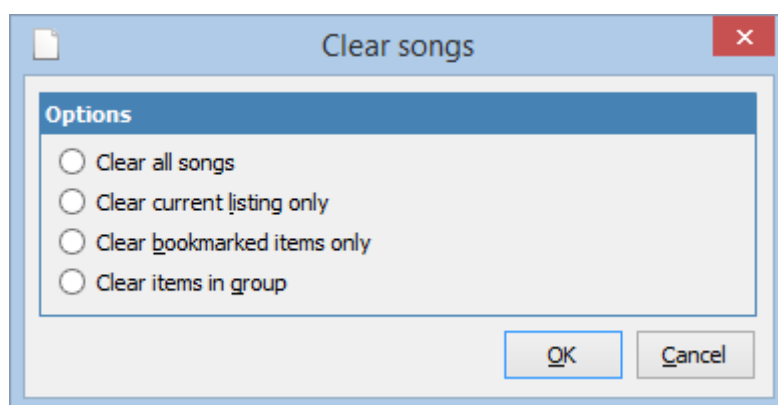 Clear songs
Options
Clear all songs
Clear current listing only
Clear bookmarked items only
Clear items in group
OK
Cancel